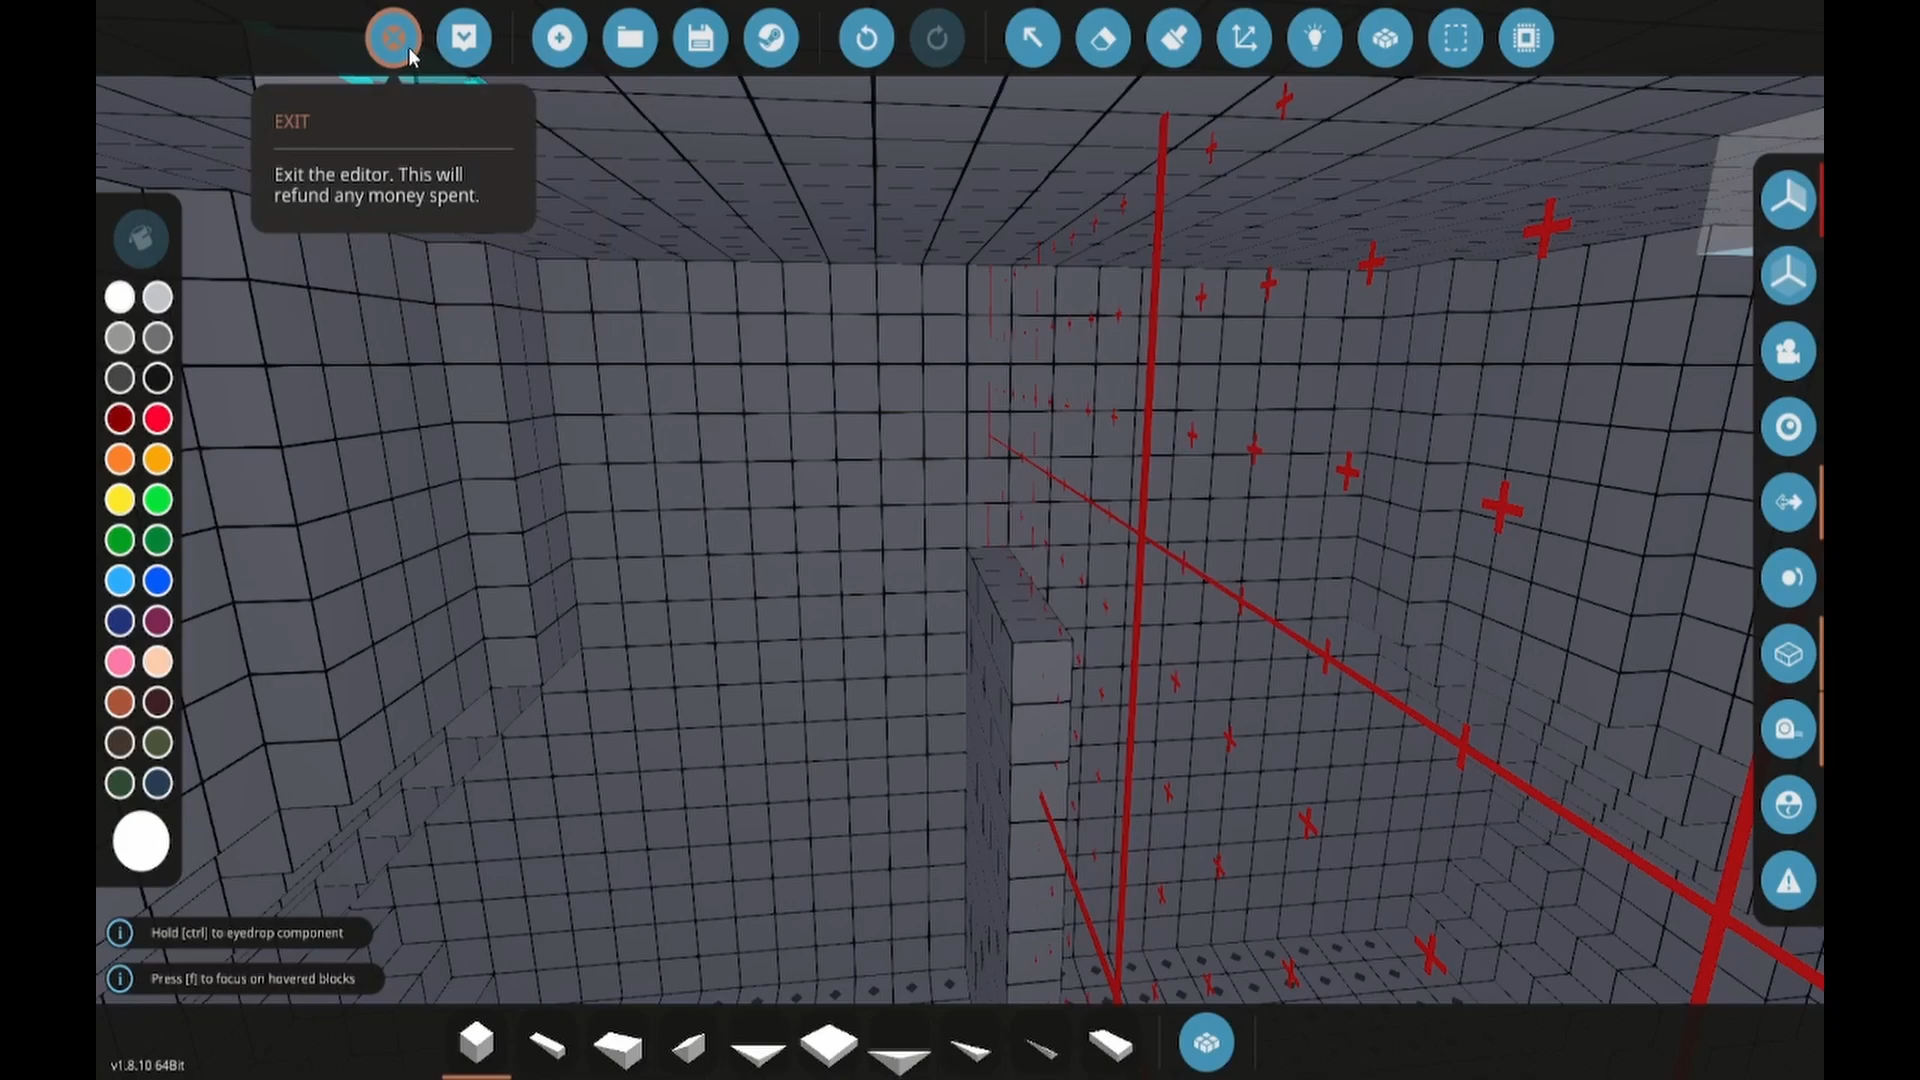 EXIT
Exit the editor. This will
refund any money spent.
Hold [ctrl] to eyedrop component
Press [f] to focus on hovered blocks
v1.8.10 64Bit